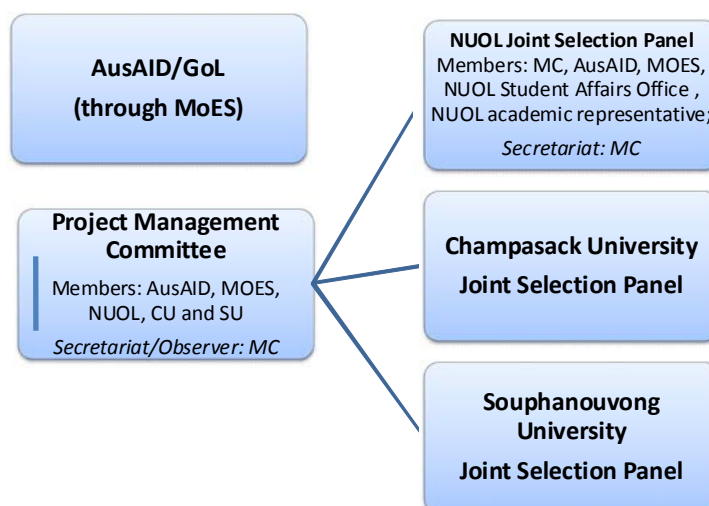 AusAID/GoL
(through MoES)
Project Management
Committee
Members: AusAID, MOES,
NUOL, CU and SU
Secretariat/Observer: MC
NUOL Joint Selection Panel
Members: MC, AusAID, MOES,
NUOL Student Affairs Office ,
NUOL academic representative;
Secretariat: MC
Champasack University
Joint Selection Panel
Souphanouvong
University
Joint Selection Panel